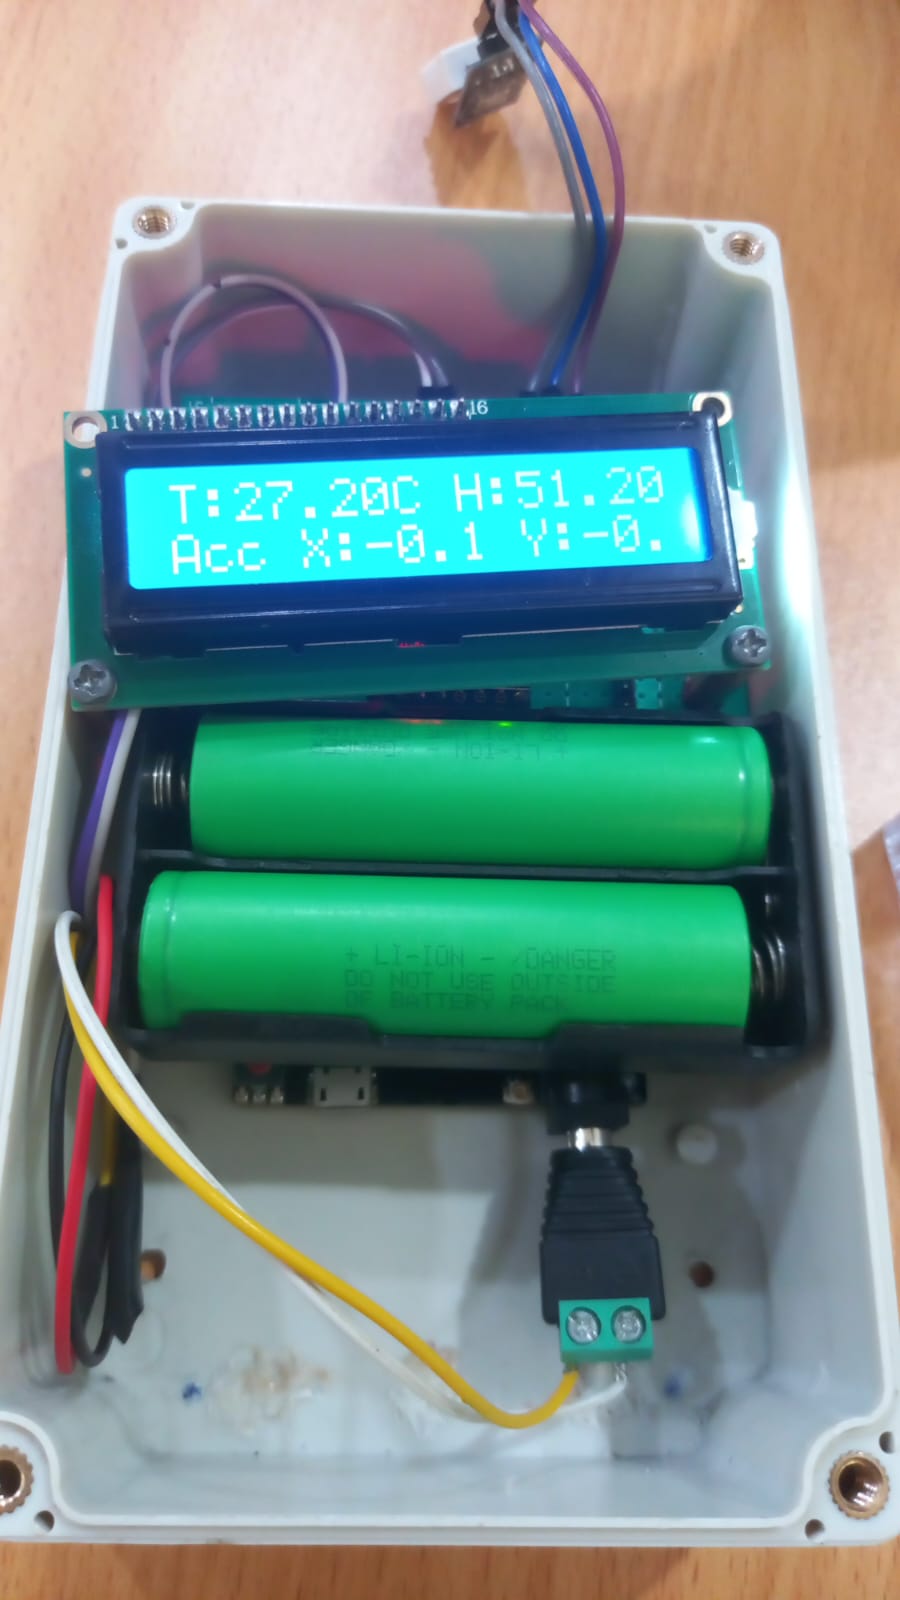 1 16
T:27.20C H:51.20
Acc X:-0.1 Y:-0.
+ LI-ION - /DANGER
DO NOT USE OUTSIDE
OF BATTERY PACK